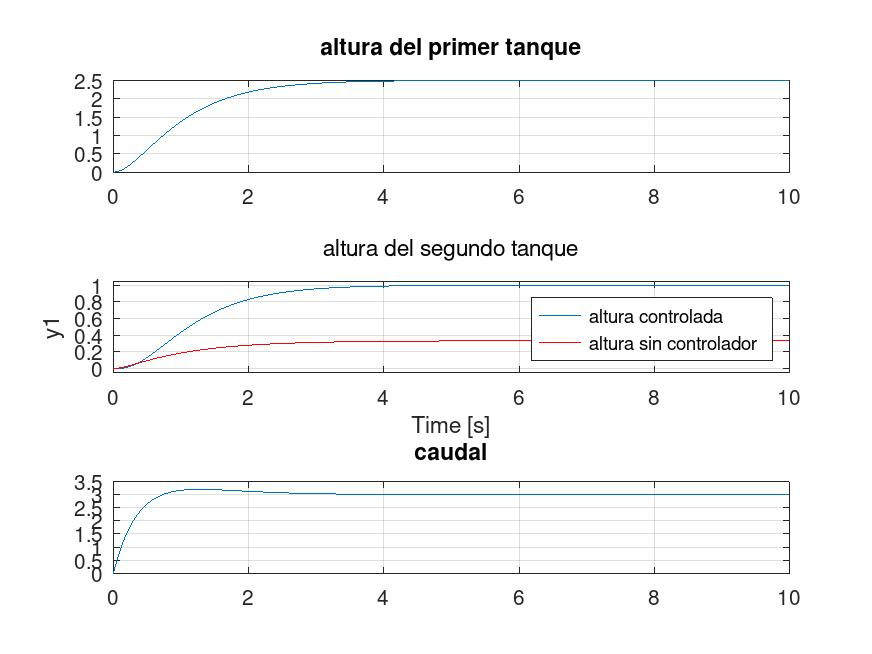 altura del primer tanque
2.5
2
1.5
1
0.5
0
0 2 4 6 8 10
altura del segundo tanque
1
0.8
0.6
0.4
0.2
0
y1
altura controlada
altura sin controlador
0 2 4 6 8 10
Time [s]
caudal
3.5
3
2.5
2
1.5
1
0.5
0
0 2 4 6 8 10